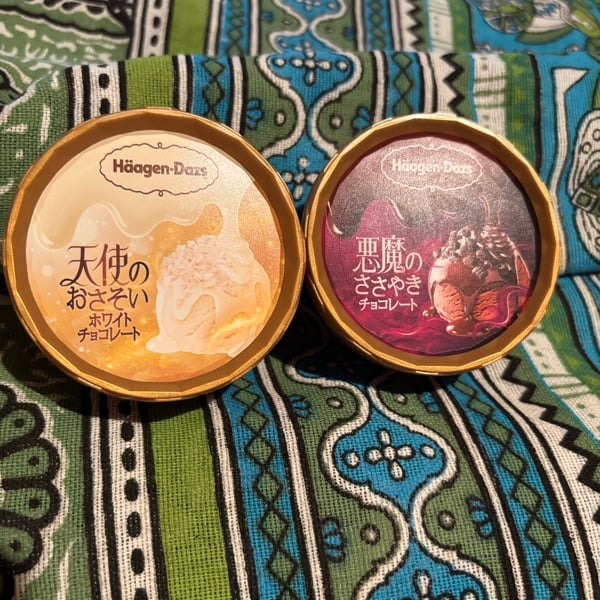 Häagen-Dazs
天使の
おさそい
ホワイト
チョコレート
Häagen-Dazs
悪魔の
ささやき
チョコレート